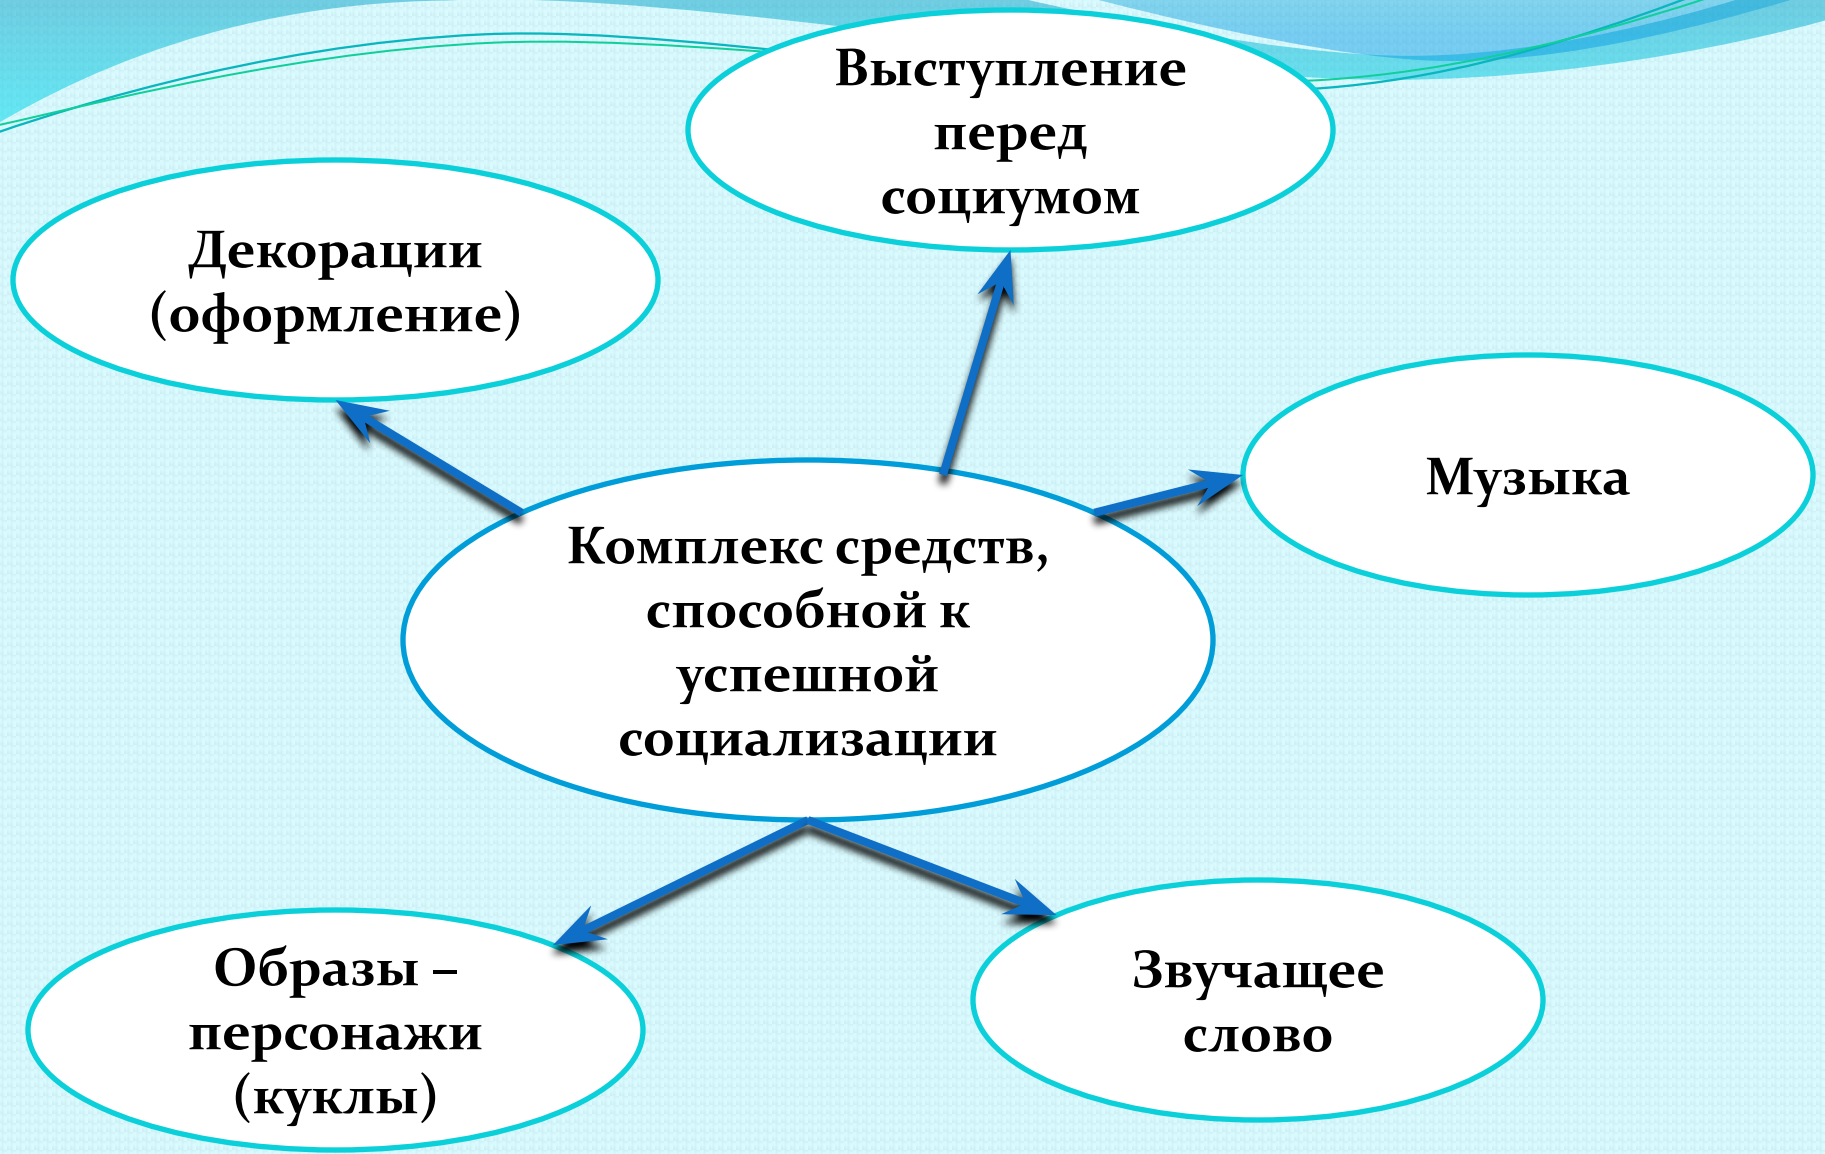 Выступление
перед
социумом
Декорации
(оформление)
Музыка
Комплекс средств,
способной к
успешной
социализации
Образы –
персонажи
(куклы)
Звучащее
слово